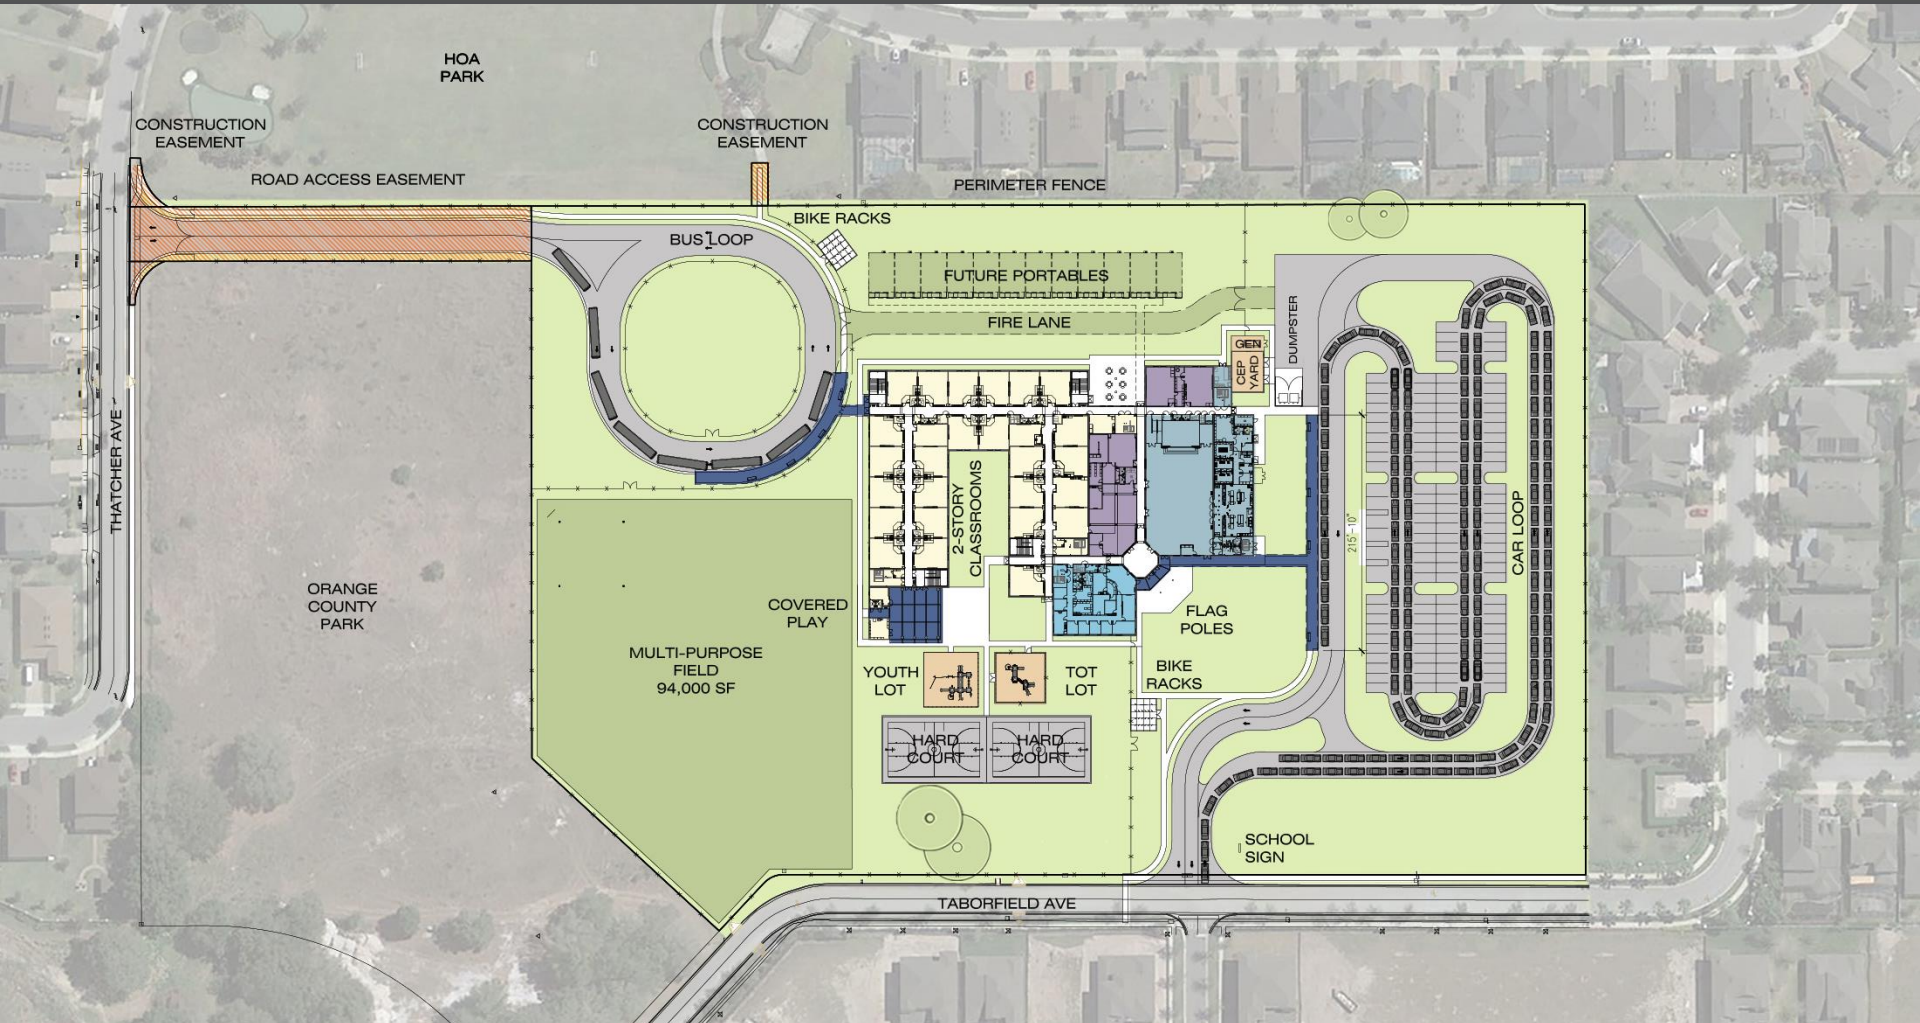 HOA
PARK
CONSTRUCTION
EASEMENT
CONSTRUCTION
EASEMENT
ROAD ACCESS EASEMENT
PERIMETER FENCE
BIKE RACKS
BUS LOOP
FUTURE PORTABLES
FIRE LANE
DUMPSTER
GEN
CEP
YARD
THATCHER AVE
2-STORY
CLASSROOMS
215'-10"
CAR LOOP
ORANGE
COUNTY
PARK
COVERED
PLAY
FLAG
POLES
MULTI-PURPOSE
FIELD
94,000 SF
YOUTH
LOT
TOT
LOT
BIKE
RACKS
HARD
COURT
HARD
COURT
SCHOOL
SIGN
TABORFIELD AVE